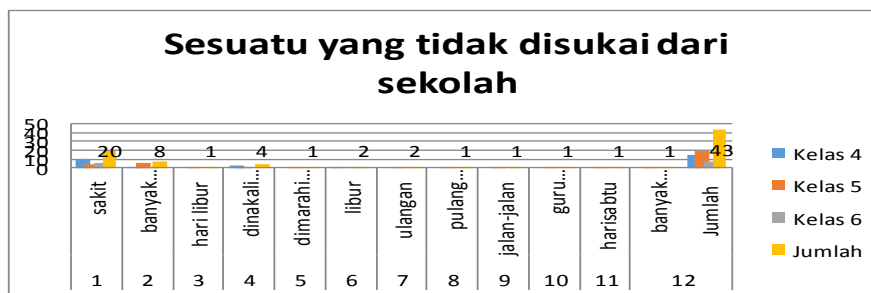 Sesuatu yang tidak disukai dari
sekolah
50
40
30
20
10
0
20 8 1 4 1 2 2 1 1 1 1 1 43
sakit
banyak...
hari libur
dinakali...
dimarahi...
libur
ulangan
pulang...
jalan-jalan
guru...
hari sabtu
banyak...
Jumlah
1 2 3 4 5 6 7 8 9 10 11 12
Kelas 4
Kelas 5
Kelas 6
Jumlah